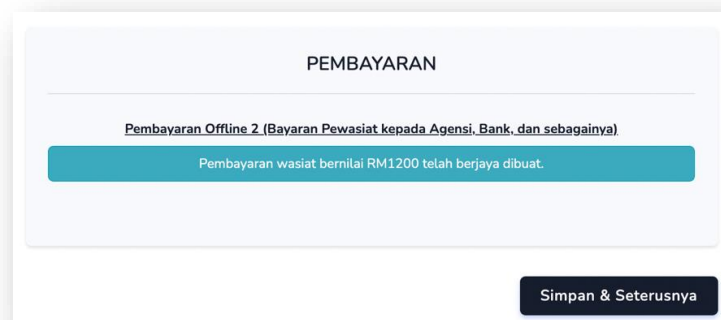 PEMBAYARAN
Pembayaran Offline 2 (Bayaran Pewasiat kepada Agensi, Bank, dan sebagainya)
Pembayaran wasiat bernilai RM1200 telah berjaya dibuat.
Simpan & Seterusnya